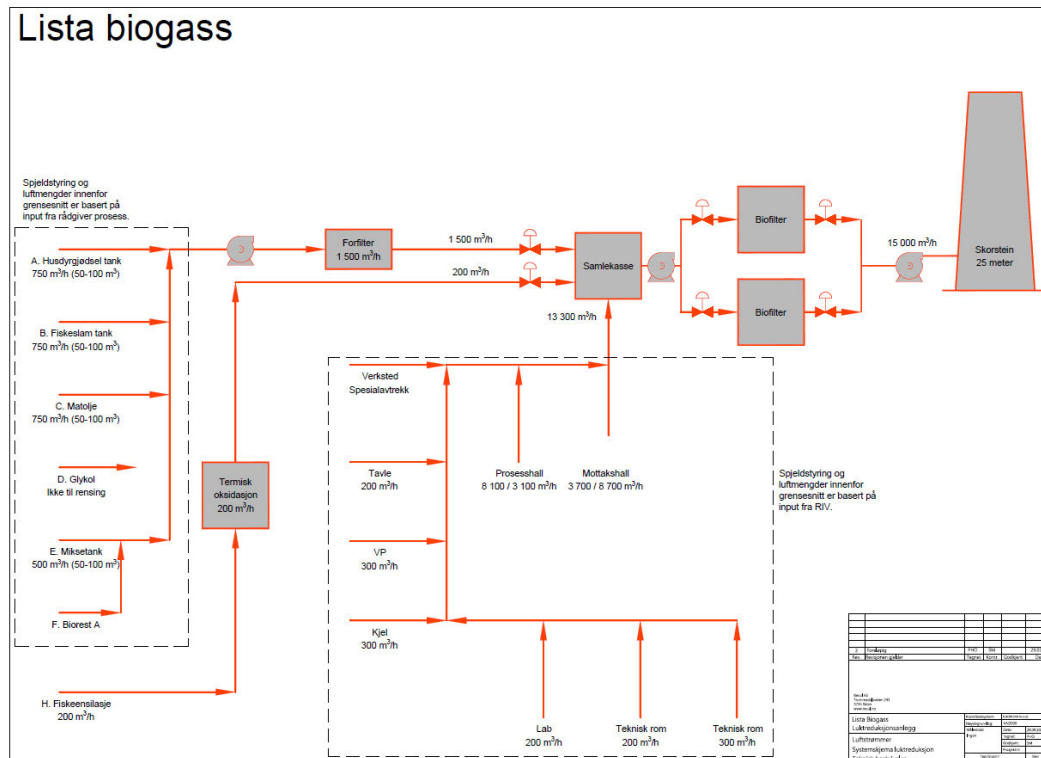 Lista biogass
Spjeldstyring og
luftmengder innenfor
grensesnitt er basert på
input fra rådgiver prosess.
A. Husdyrgjødsel tank
750 m³/h (50-100 m³)
B. Fiskeslam tank
750 m³/h (50-100 m³)
C. Matolje
750 m³/h (50-100 m³)
D. Glykol
Ikke til rensing
E. Miksetank
500 m³/h (50-100 m³)
F. Biorest A
H. Fiskeensilasje
200 m³/h
Termisk
oksidasjon
200 m³/h
Forfilter
1 500 m³/h
1 500 m³/h
200 m³/h
Samlekasse
13 300 m³/h
Biofilter
Biofilter
15 000 m³/h
Skorstein
25 meter
Verksted
Spesialavtrekk
Tavle
200 m³/h
VP
300 m³/h
Kjel
300 m³/h
Prosesshall
8 100 / 3 100 m³/h
Mottakshall
3 700 / 8 700 m³/h
Spjeldstyring og
luftmengder innenfor
grensesnitt er basert på
input fra RIV.
Lab
200 m³/h
Teknisk rom
200 m³/h
Teknisk rom
300 m³/h
Lista Biogass
Luktreduksjonsanlegg
Luftstrømmer
Systemskjema luktreduksjon